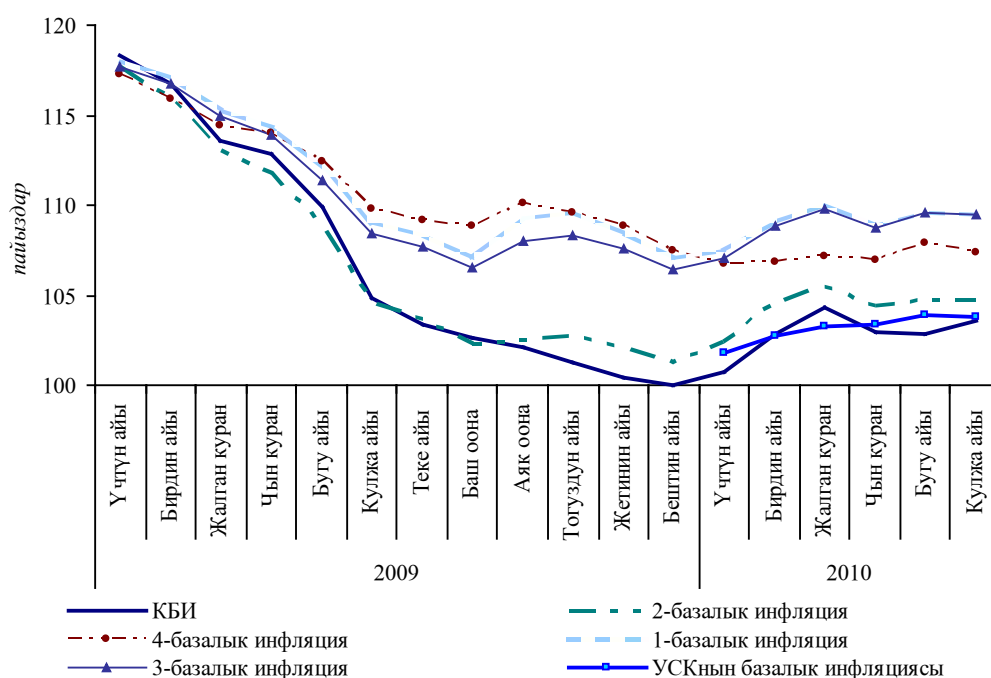 120
115
110
105
100
пайыздар
Үчтүн айы
Бирдин айы
Жалган куран
Чын куран
Бугу айы
Кулжа айы
Теке айы
Баш оона
Аяк оона
Тогуздун айы
Жетинин айы
Бештин айы
Үчтүн айы
Бирдин айы
Жалган куран
Чын куран
Бугу айы
Кулжа айы
2009
2010
КБИ
2-базалык инфляция
4-базалык инфляция
1-базалык инфляция
3-базалык инфляция
УСКнын базалык инфляциясы